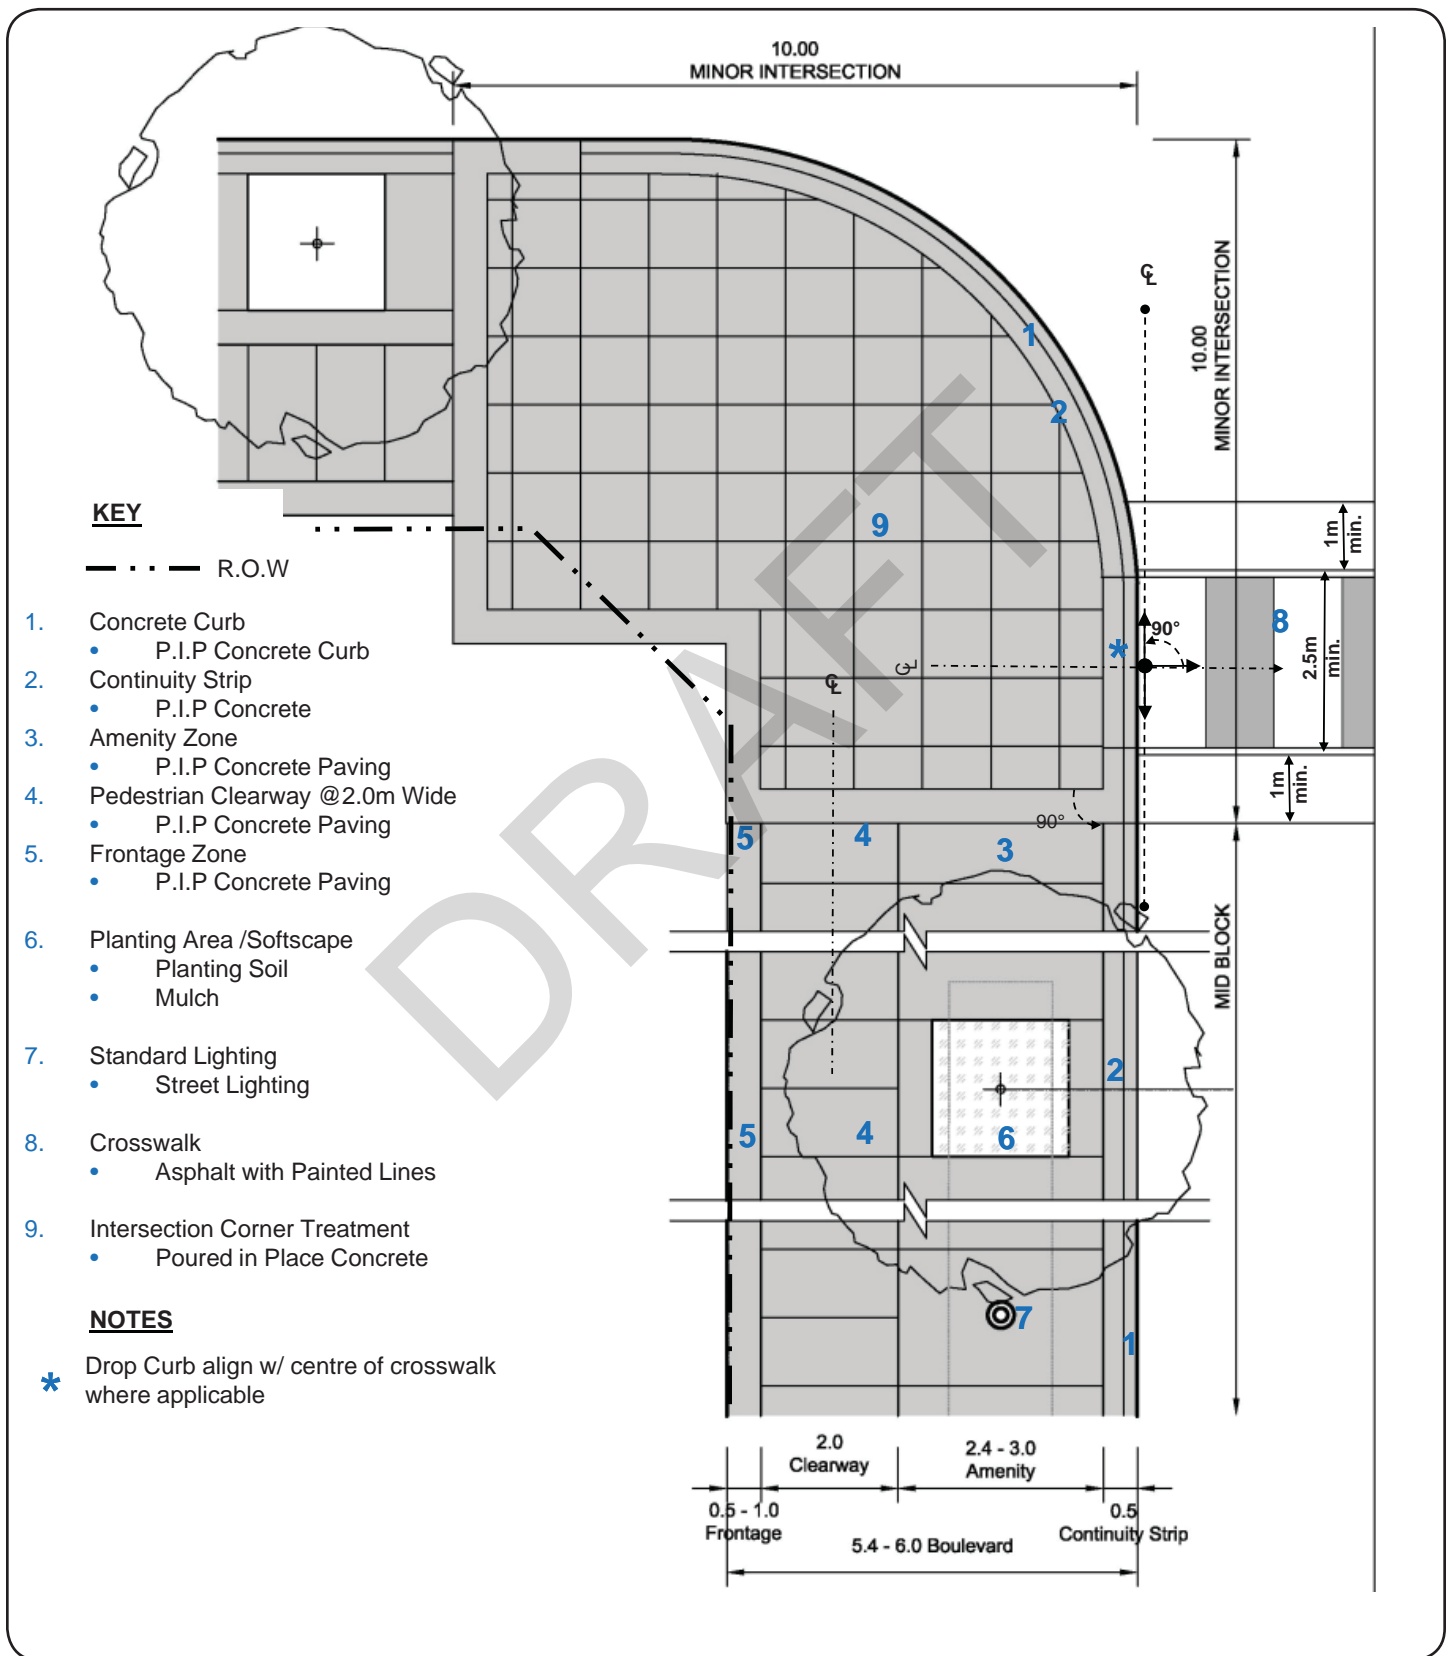 10.00
MINOR INTERSECTION
℄
10.00
MINOR INTERSECTION
1
2
9
1m
min.
8
90°
*
2.5m
min.
℄
℄
1m
min.
90°
5
4
3
MID BLOCK
2
5
4
6
7
1
2.0
Clearway
2.4 - 3.0
Amenity
0.5 - 1.0
Frontage
0.5
Continuity Strip
5.4 - 6.0 Boulevard
DRAFT
KEY
R.O.W
1. Concrete Curb
• P.I.P Concrete Curb
2. Continuity Strip
• P.I.P Concrete
3. Amenity Zone
• P.I.P Concrete Paving
4. Pedestrian Clearway @2.0m Wide
• P.I.P Concrete Paving
5. Frontage Zone
• P.I.P Concrete Paving
6. Planting Area /Softscape
• Planting Soil
• Mulch
7. Standard Lighting
• Street Lighting
8. Crosswalk
• Asphalt with Painted Lines
9. Intersection Corner Treatment
• Poured in Place Concrete
NOTES
* Drop Curb align w/ centre of crosswalk
where applicable